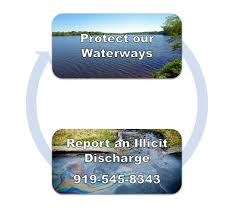 Protect our
Waterways
Report an Illicit
Discharge
919-545-8343